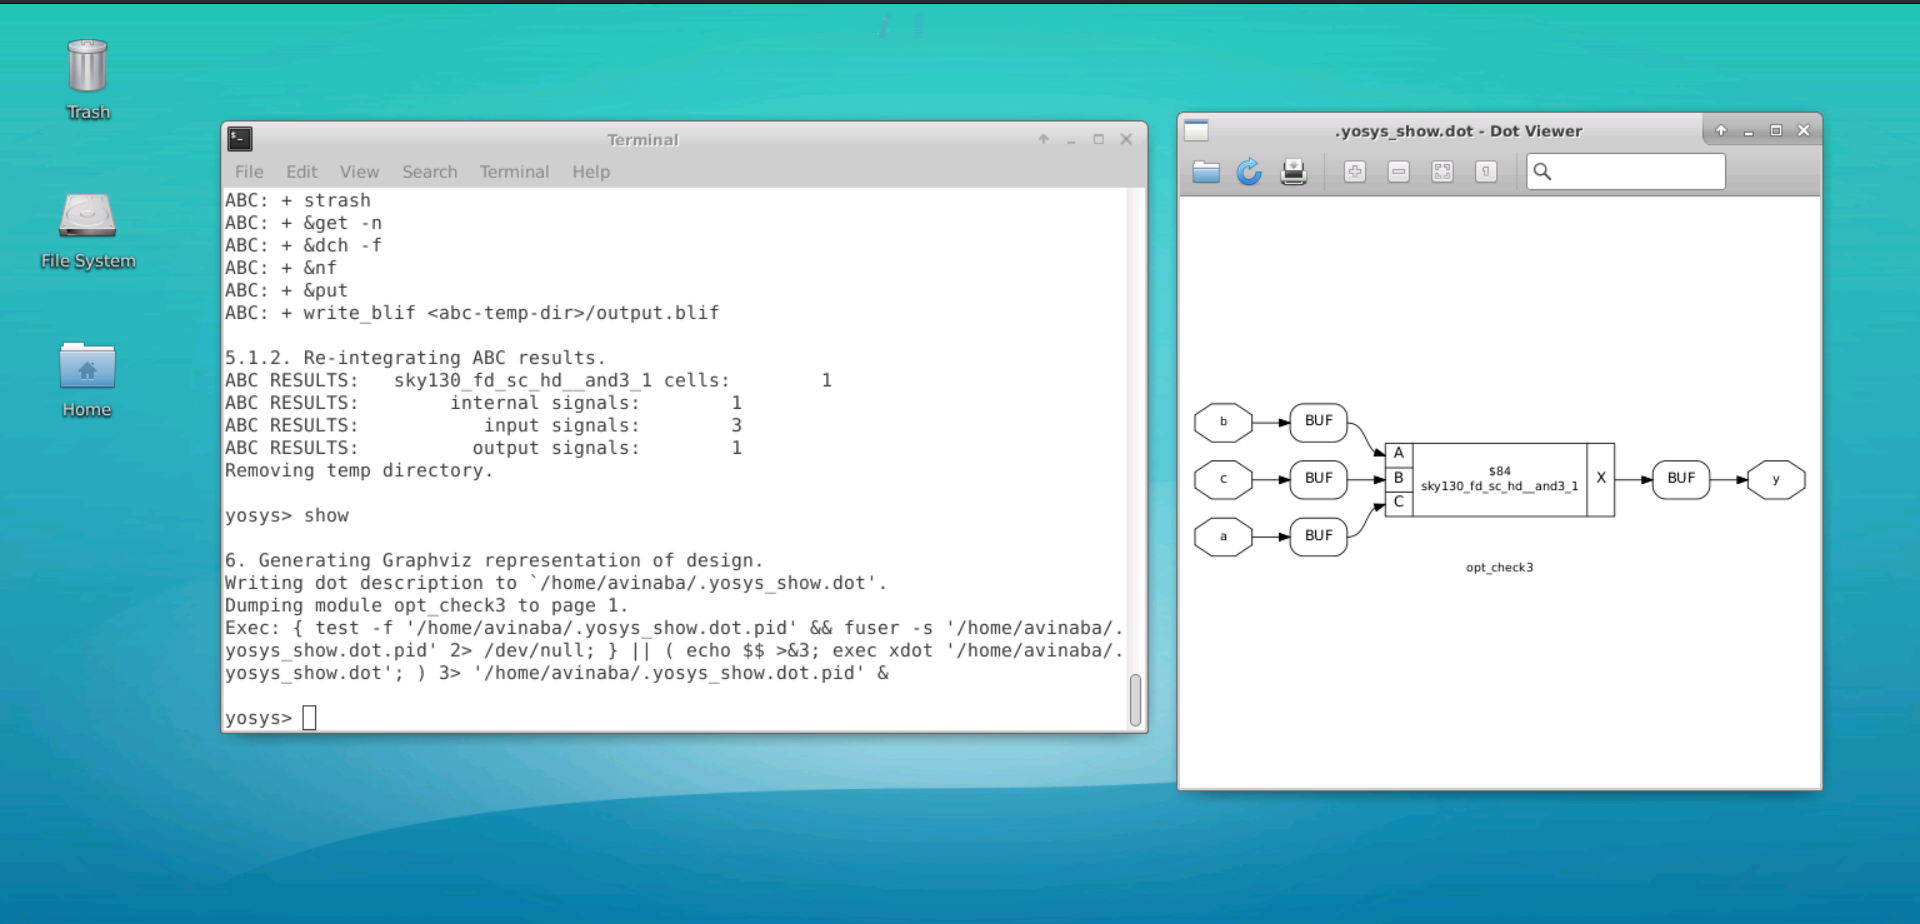 Trash
File System
Home
Terminal
File Edit View Search Terminal Help
ABC: + strash
ABC: + &get -n
ABC: + &dch -f
ABC: + &nf
ABC: + &put
ABC: + write_blif <abc-temp-dir>/output.blif
5.1.2. Re-integrating ABC results.
ABC RESULTS:   sky130_fd_sc_hd__and3_1 cells:        1
ABC RESULTS:        internal signals:        1
ABC RESULTS:           input signals:        3
ABC RESULTS:          output signals:        1
Removing temp directory.
yosys> show
6. Generating Graphviz representation of design.
Writing dot description to `/home/avinaba/.yosys_show.dot'.
Dumping module opt_check3 to page 1.
Exec: { test -f '/home/avinaba/.yosys_show.dot.pid' && fuser -s '/home/avinaba/.
yosys_show.dot.pid' 2> /dev/null; } || ( echo $$ >&3; exec xdot '/home/avinaba/.
yosys_show.dot'; ) 3> '/home/avinaba/.yosys_show.dot.pid' &
yosys>
.yosys_show.dot - Dot Viewer
b BUF
c BUF
a BUF
A
B
C
$84
sky130_fd_sc_hd__and3_1
X
BUF
y
opt_check3